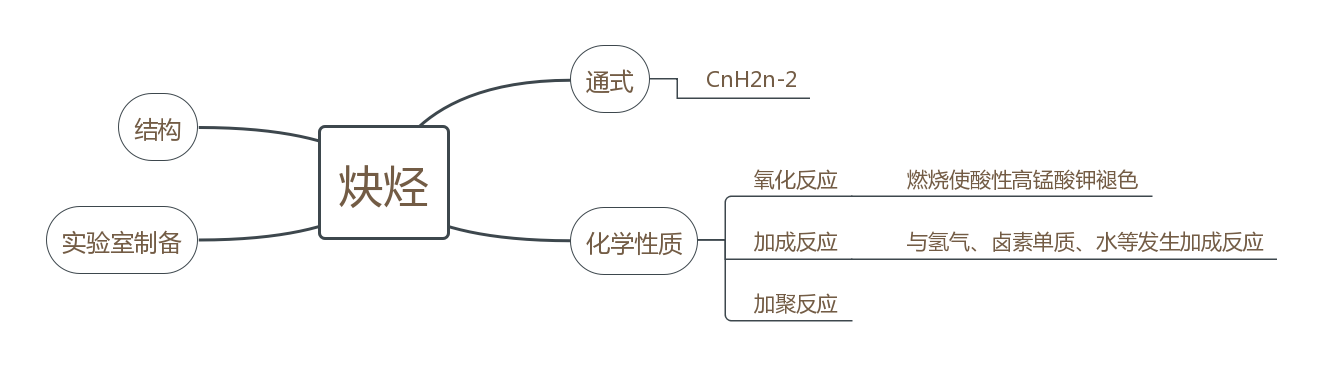 炔烃
通式
CnH2n-2
结构
实验室制备
化学性质
氧化反应
燃烧使酸性高锰酸钾褪色
加成反应
与氢气、卤素单质、水等发生加成反应
加聚反应